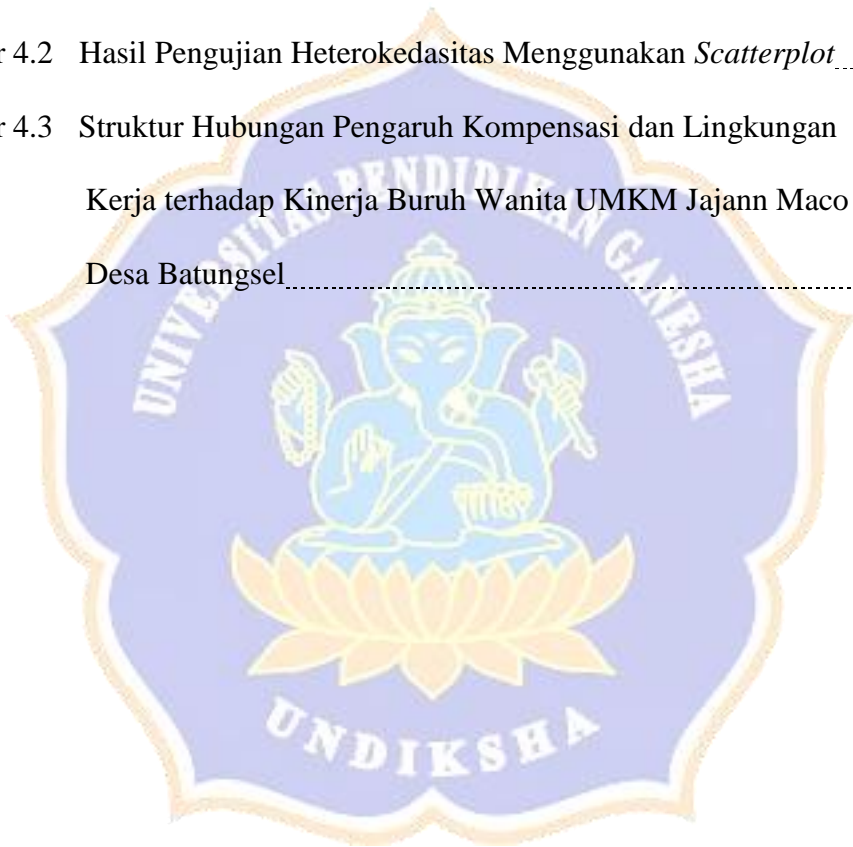 r 4.2 Hasil Pengujian Heterokedasitas Menggunakan Scatterplot
r 4.3 Struktur Hubungan Pengaruh Kompensasi dan Lingkungan
Kerja terhadap Kinerja Buruh Wanita UMKM Jajann Maco
Desa Batungsel
UNIVERSITAS PENDIDIKAN GANESHA
UNDIKSHA